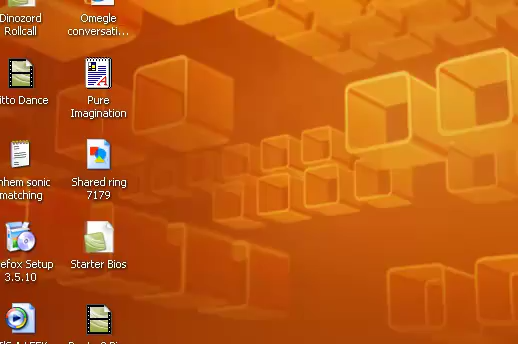 Dinozord
Rollcall
Omegle
conversati...
itto Dance
Pure
Imagination
nhem sonic
matching
Shared ring
7179
efox Setup
3.5.10
Starter Bios